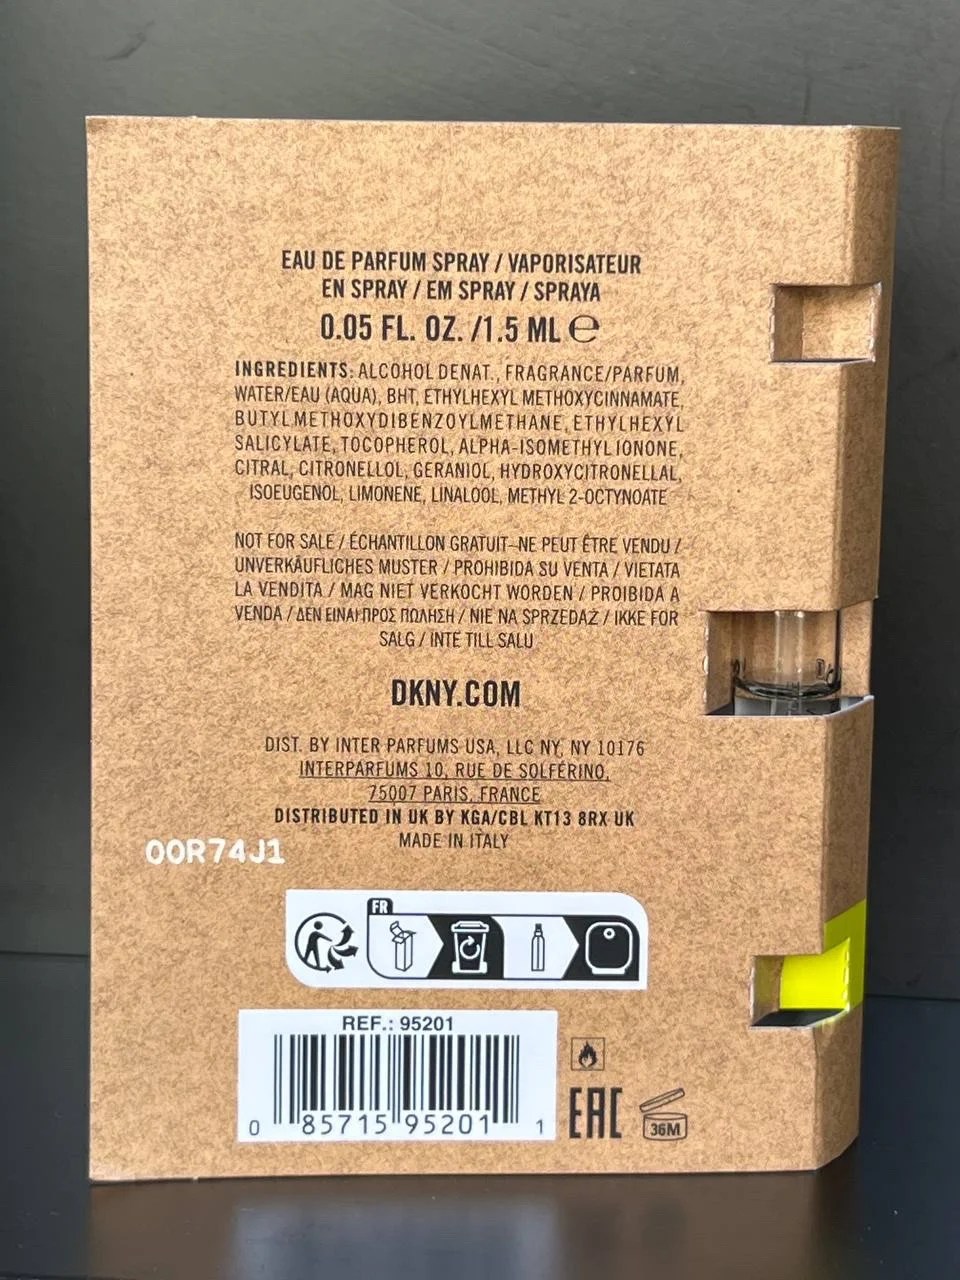 EAU DE PARFUM SPRAY / VAPORISATEUR
EN SPRAY / EM SPRAY / SPRAYA
0.05 FL. OZ. /1.5 ML ℮
INGREDIENTS: ALCOHOL DENAT., FRAGRANCE/PARFUM,
WATER/EAU (AQUA), BHT, ETHYLHEXYL METHOXYCINNAMATE,
BUTYL METHOXYDIBENZOYLMETHANE, ETHYLHEXYL
SALICYLATE, TOCOPHEROL, ALPHA-ISOMETHYL IONONE,
CITRAL, CITRONELLOL, GERANIOL, HYDROXYCITRONELLAL,
ISOEUGENOL, LIMONENE, LINALOOL, METHYL 2-OCTYNOATE
NOT FOR SALE / ÉCHANTILLON GRATUIT-NE PEUT ÊTRE VENDU /
UNVERKÄUFLICHES MUSTER / PROHIBIDA SU VENTA / VIETATA
LA VENDITA / MAG NIET VERKOCHT WORDEN / PROIBIDA A
VENDA / ΔΕΝ ΕΙΝΑΙ ΠΡΟΣ ΠΩΛΗΣΗ / NIE NA SPRZEDAŻ / IKKE FOR
SALG / INTE TILL SALU
DKNY.COM
DIST. BY INTER PARFUMS USA, LLC NY, NY 10176
INTERPARFUMS 10, RUE DE SOLFÉRINO,
75007 PARIS, FRANCE
DISTRIBUTED IN UK BY KGA/CBL KT13 8RX UK
MADE IN ITALY
00R74J1
FR
REF.: 95201
0 85715 95201 1
EAC
36M